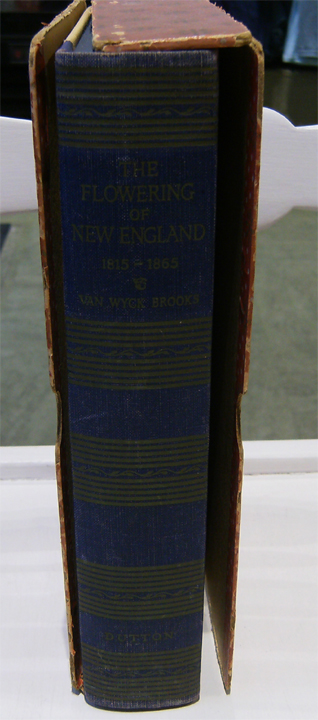 THE
FLOWERING
OF
NEW ENGLAND
1815 - 1865
VAN WYCK BROOKS
DUTTON